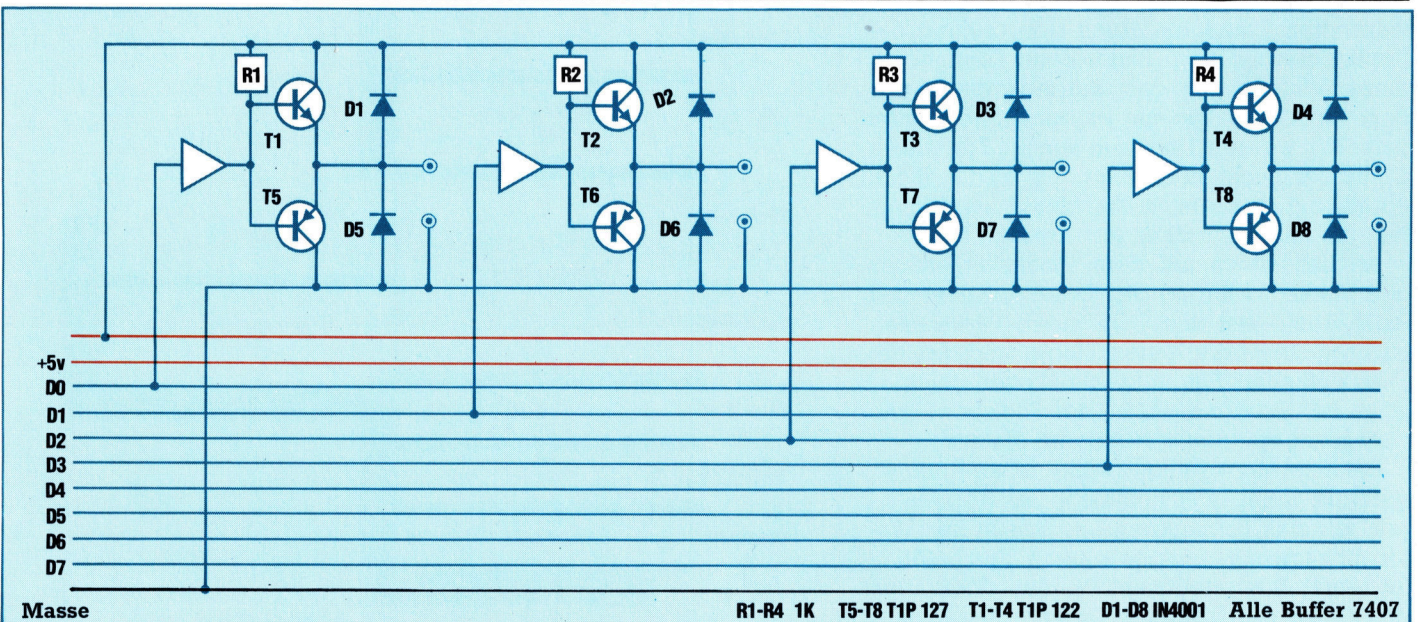 R1 R2 R3 R4
D1 D2 D3 D4
T1 T2 T3 T4
T5 T6 T7 T8
D5 D6 D7 D8
+5v
D0
D1
D2
D3
D4
D5
D6
D7
Masse
R1-R4 1K T5-T8 T1P 127 T1-T4 T1P 122 D1-D8 IN4001 Alle Buffer 7407